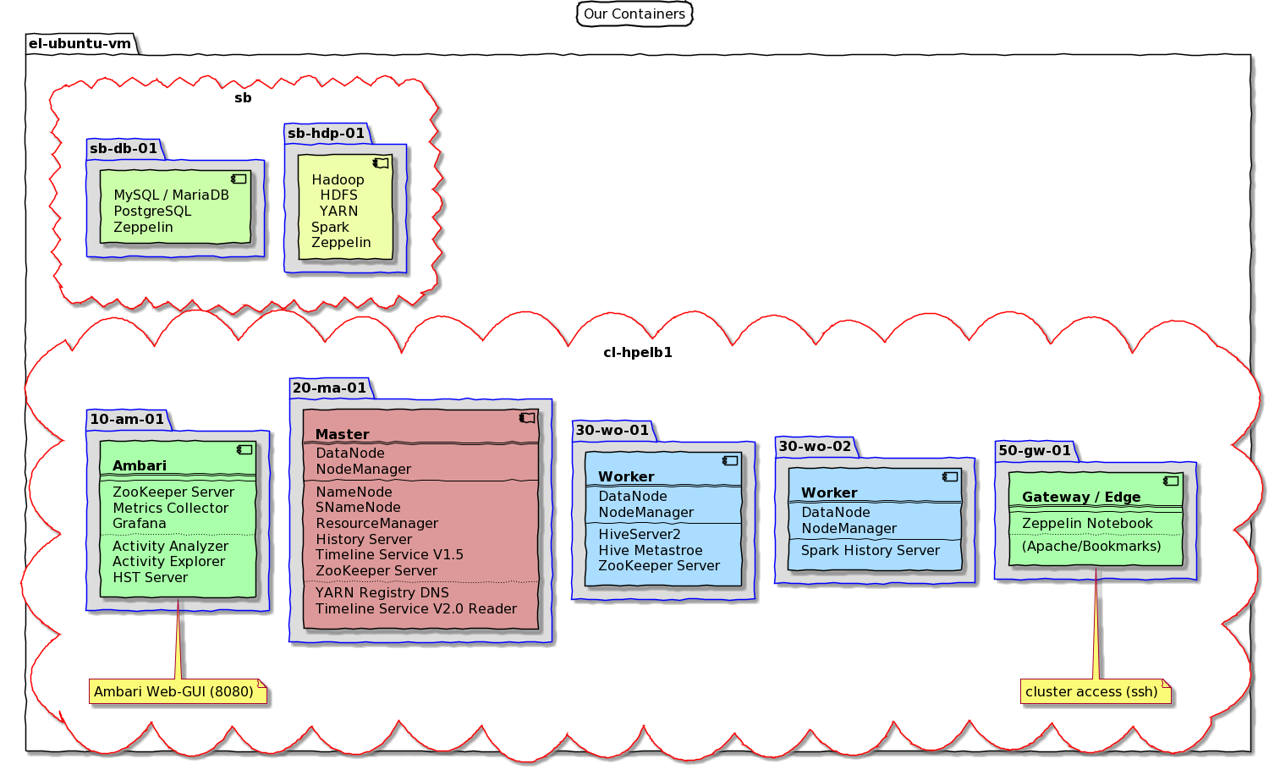 Our Containers
el-ubuntu-vm
sb
sb-db-01
MySQL / MariaDB
PostgreSQL
Zeppelin
sb-hdp-01
Hadoop
HDFS
YARN
Spark
Zeppelin
cl-hpelb1
10-am-01
Ambari
ZooKeeper Server
Metrics Collector
Grafana
Activity Analyzer
Activity Explorer
HST Server
Ambari Web-GUI (8080)
20-ma-01
Master
DataNode
NodeManager
NameNode
SNameNode
ResourceManager
History Server
Timeline Service V1.5
ZooKeeper Server
YARN Registry DNS
Timeline Service V2.0 Reader
30-wo-01
Worker
DataNode
NodeManager
HiveServer2
Hive Metastroe
ZooKeeper Server
30-wo-02
Worker
DataNode
NodeManager
Spark History Server
50-gw-01
Gateway / Edge
Zeppelin Notebook
(Apache/Bookmarks)
cluster access (ssh)